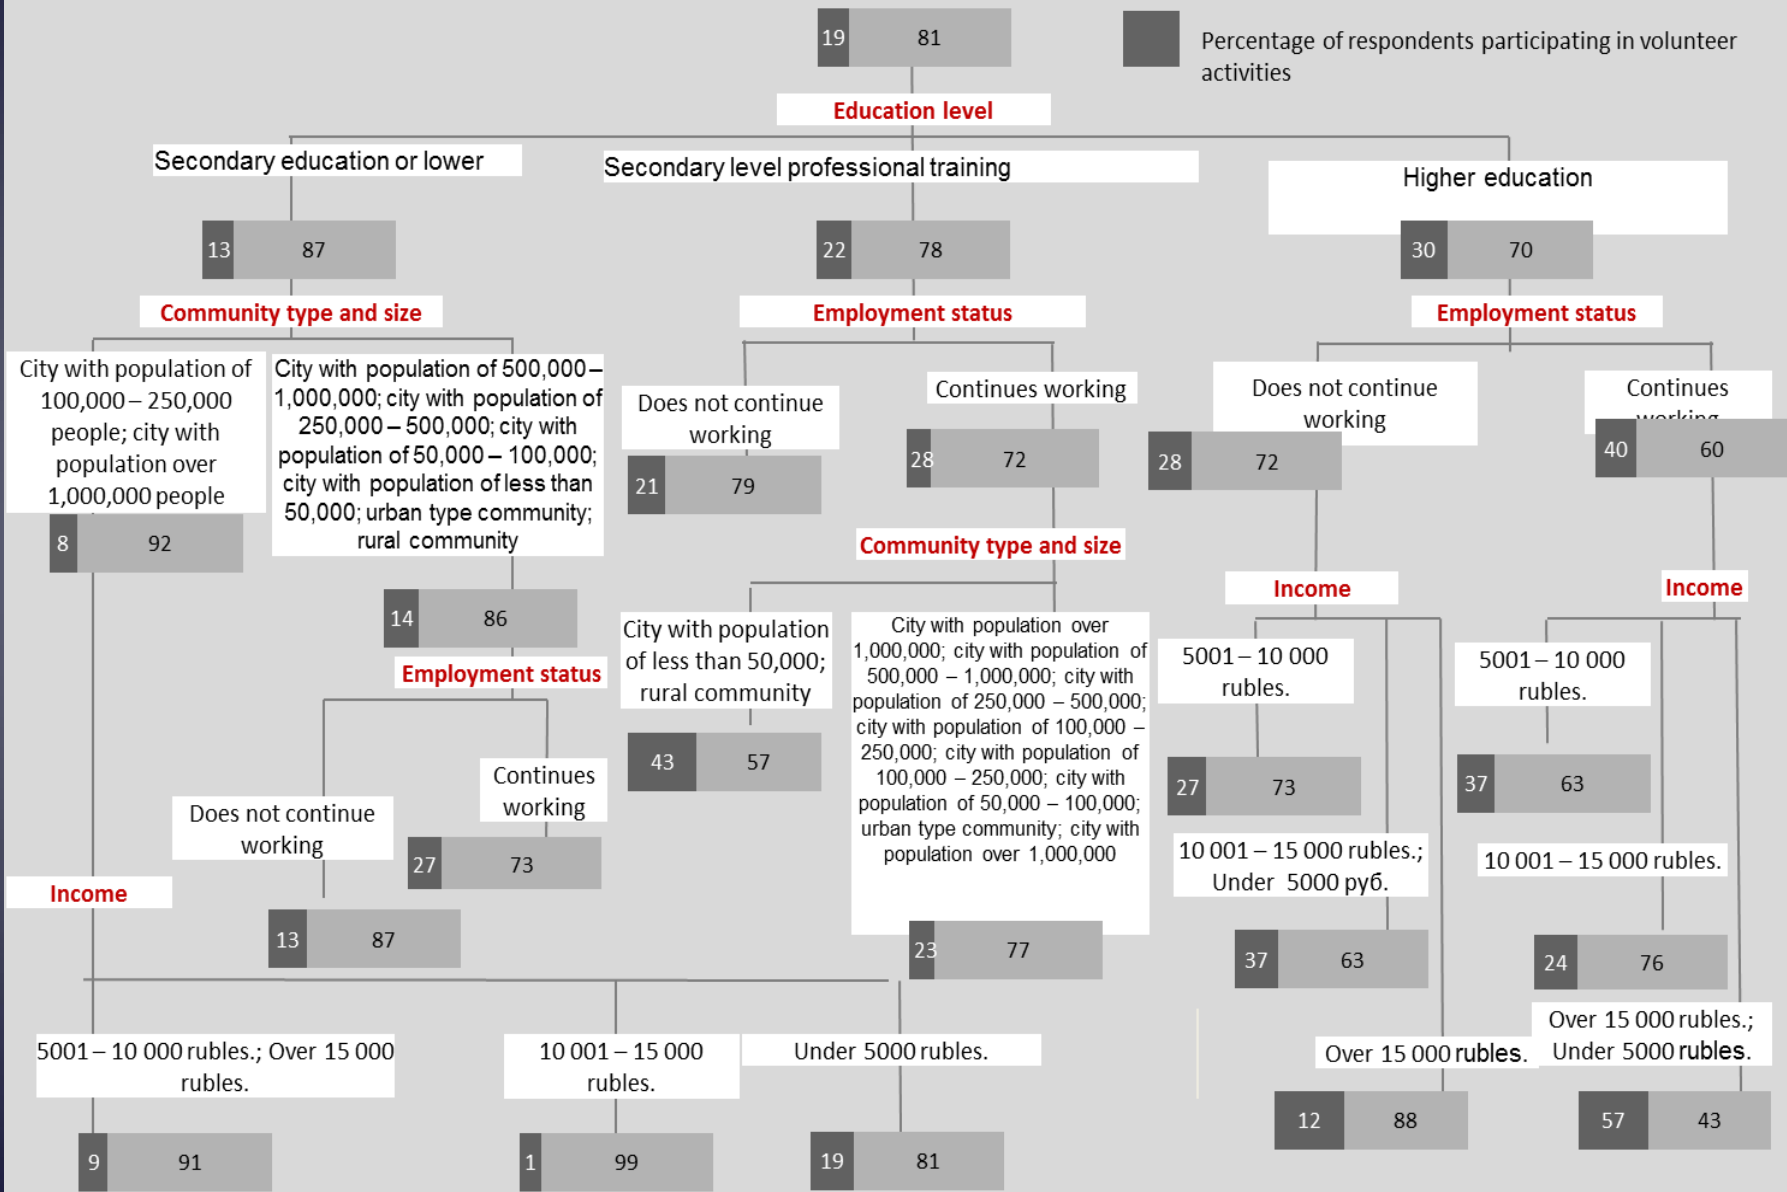 19 81
Percentage of respondents participating in volunteer
activities
Education level
Secondary education or lower
Secondary level professional training
Higher education
13 87
22 78
30 70
Community type and size
Employment status
Employment status
City with population of
100,000 – 250,000
people; city with
population over
1,000,000 people
8 92
City with population of 500,000 –
1,000,000; city with population of
250,000 – 500,000; city with
population of 50,000 – 100,000;
city with population of less than
50,000; urban type community;
rural community
14 86
Employment status
Does not continue
working
13 87
Continues
working
27 73
Income
5001 – 10 000 rubles.; Over 15 000
rubles.
9 91
10 001 – 15 000
rubles.
1 99
Under 5000 rubles.
19 81
Does not continue
working
21 79
Continues working
28 72
Community type and size
City with population
of less than 50,000;
rural community
43 57
City with population over
1,000,000; city with population of
500,000 – 1,000,000; city with
population of 250,000 – 500,000;
city with population of 100,000 –
250,000; city with population of
100,000 – 250,000; city with
population of 50,000 – 100,000;
urban type community; city with
population over 1,000,000
23 77
Does not continue
working
28 72
Income
5001 – 10 000
rubles.
27 73
10 001 – 15 000 rubles.;
Under 5000 руб.
37 63
Over 15 000 rubles.
12 88
Continues
working
40 60
Income
5001 – 10 000
rubles.
37 63
10 001 – 15 000 rubles.
24 76
Over 15 000 rubles.;
Under 5000 rubles.
57 43